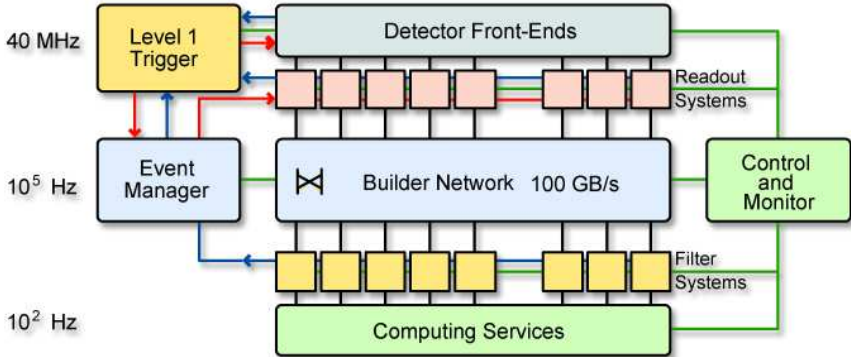 40 MHz
Level 1
Trigger
Detector Front-Ends
Readout
Systems
10⁵ Hz
Event
Manager
Builder Network 100 GB/s
Control
and
Monitor
Filter
Systems
10² Hz
Computing Services